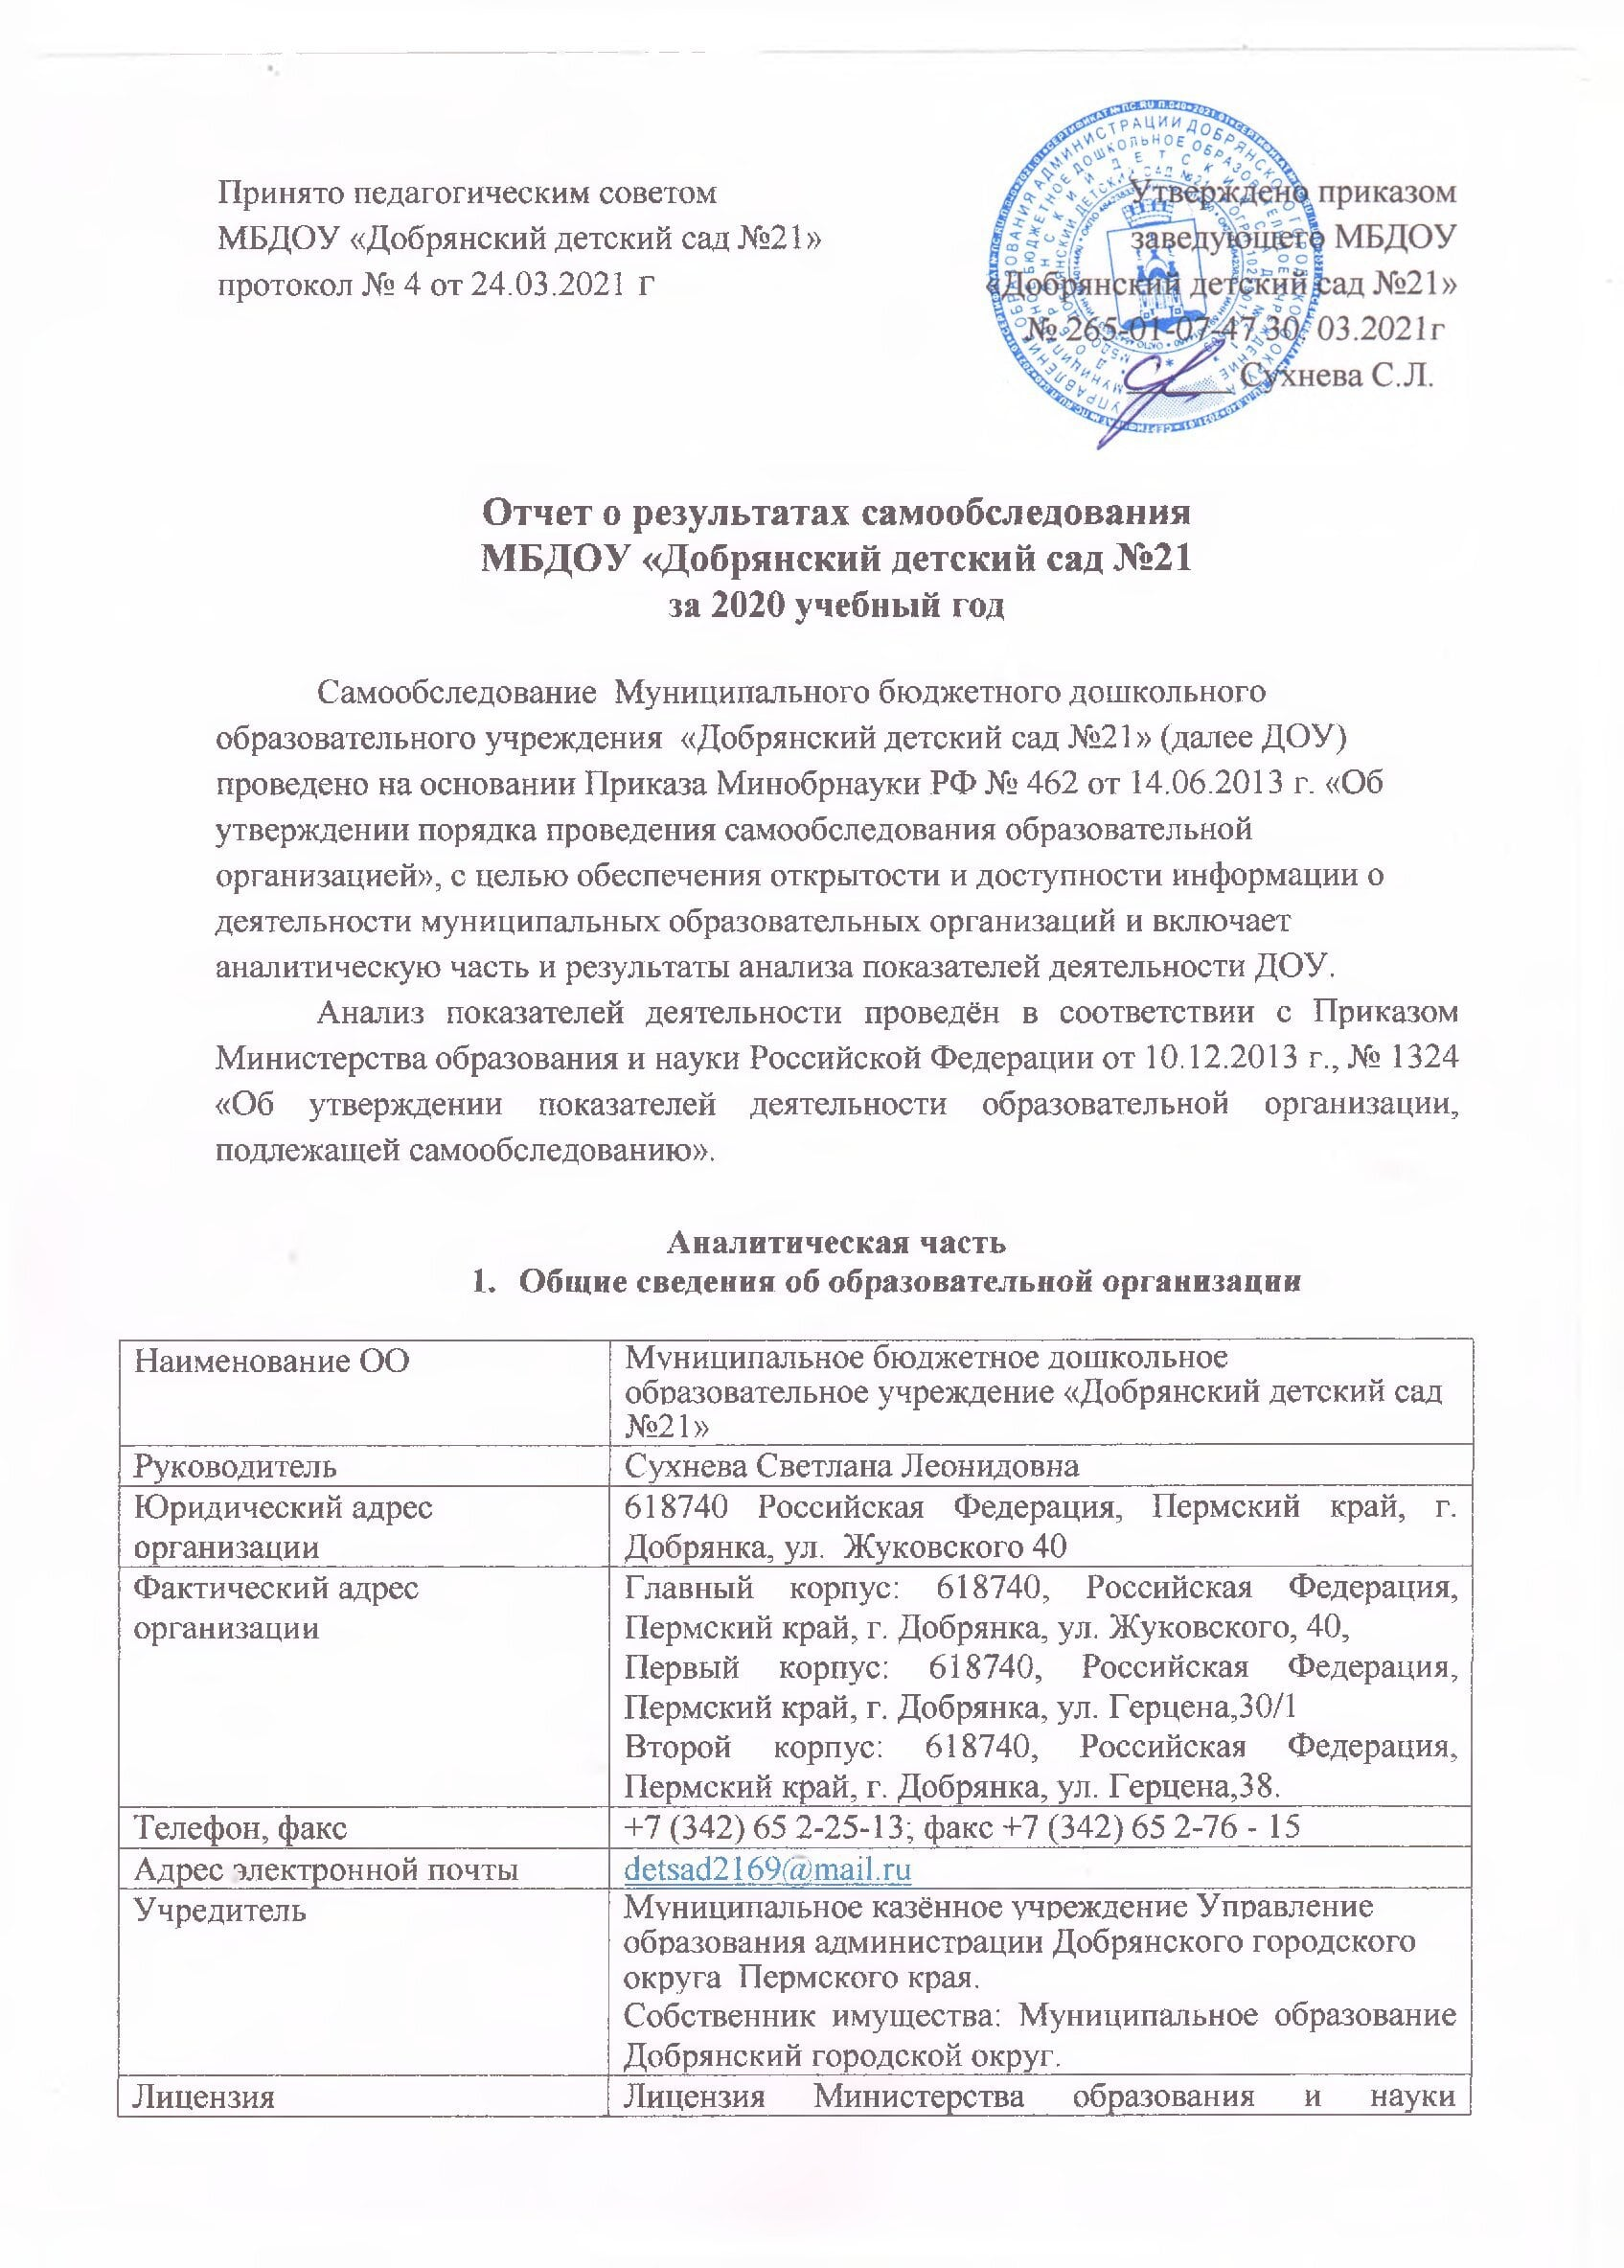 Принято педагогическим советом
МБДОУ «Добрянский детский сад №21»
протокол № 4 от 24.03.2021 г
Утверждено приказом
заведующего МБДОУ
«Добрянский детский сад №21»
№ 265-01-07-47 30. 03.2021г
Сухнева С.Л.
Отчет о результатах самообследования
МБДОУ «Добрянский детский сад №21
за 2020 учебный год
Самообследование Муниципального бюджетного дошкольного
образовательного учреждения «Добрянский детский сад №21» (далее ДОУ)
проведено на основании Приказа Минобрнауки РФ № 462 от 14.06.2013 г. «Об
утверждении порядка проведения самообследования образовательной
организацией», с целью обеспечения открытости и доступности информации о
деятельности муниципальных образовательных организаций и включает
аналитическую часть и результаты анализа показателей деятельности ДОУ.
Анализ показателей деятельности проведён в соответствии с Приказом
Министерства образования и науки Российской Федерации от 10.12.2013 г., № 1324
«Об утверждении показателей деятельности образовательной организации,
подлежащей самообследованию».
Аналитическая часть
1. Общие сведения об образовательной организации
Наименование ОО
Муниципальное бюджетное дошкольное
образовательное учреждение «Добрянский детский сад
№21»
Руководитель
Сухнева Светлана Леонидовна
Юридический адрес
организации
618740 Российская Федерация, Пермский край, г.
Добрянка, ул. Жуковского 40
Фактический адрес
организации
Главный корпус: 618740, Российская Федерация,
Пермский край, г. Добрянка, ул. Жуковского, 40,
Первый корпус: 618740, Российская Федерация,
Пермский край, г. Добрянка, ул. Герцена,30/1
Второй корпус: 618740, Российская Федерация,
Пермский край, г. Добрянка, ул. Герцена,38.
Телефон, факс
+7 (342) 65 2-25-13; факс +7 (342) 65 2-76 - 15
Адрес электронной почты
detsad2169@mail.ru
Учредитель
Муниципальное казённое учреждение Управление
образования администрации Добрянского городского
округа Пермского края.
Собственник имущества: Муниципальное образование
Добрянский городской округ.
Лицензия
Лицензия Министерства образования и науки